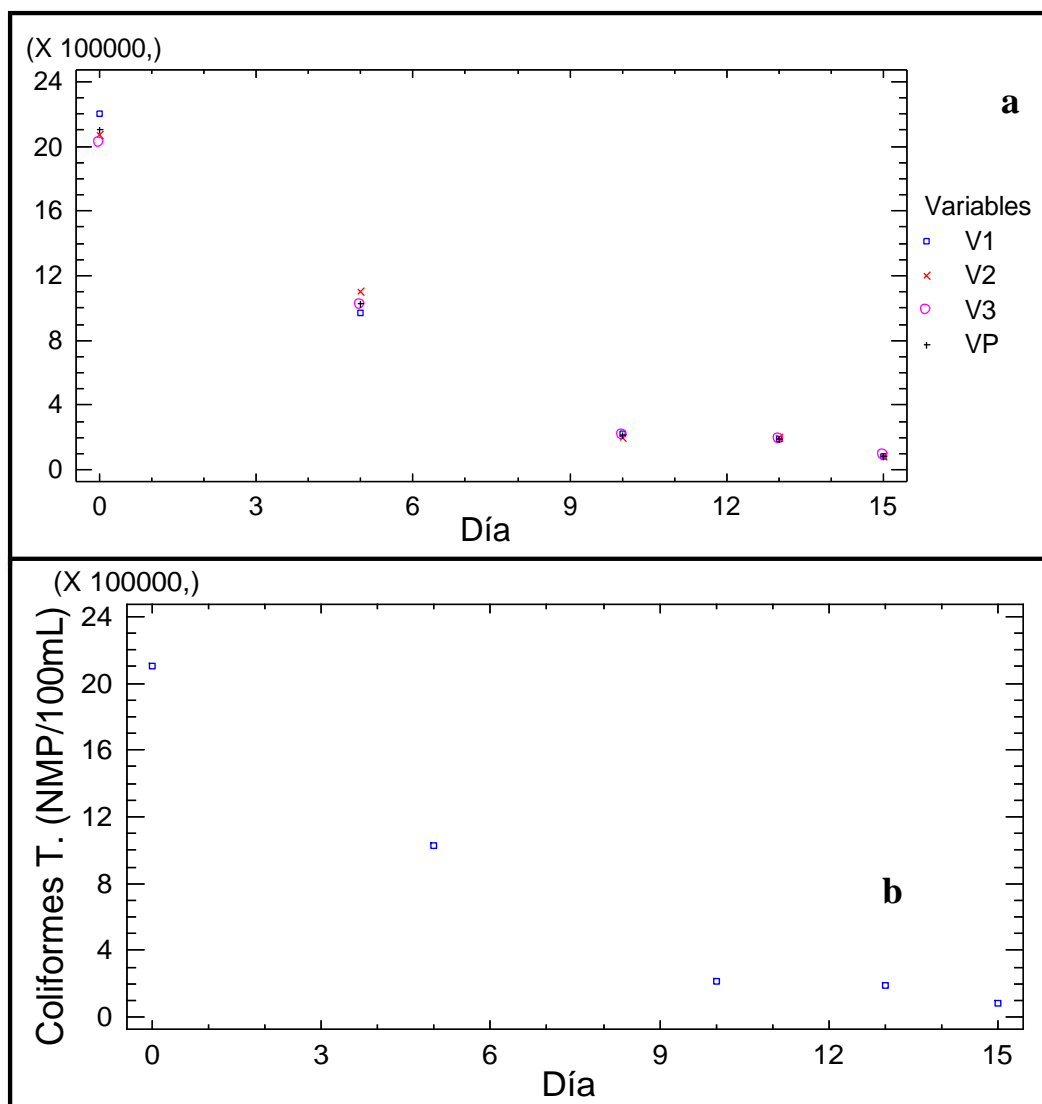 (X 100000,)
a
24
20
16
12
8
4
0
0 3 6 9 12 15
Día
Variables
V1
V2
V3
VP
(X 100000,)
Coliformes T. (NMP/100mL)
24
20
16
12
8
4
0
b
0 3 6 9 12 15
Día